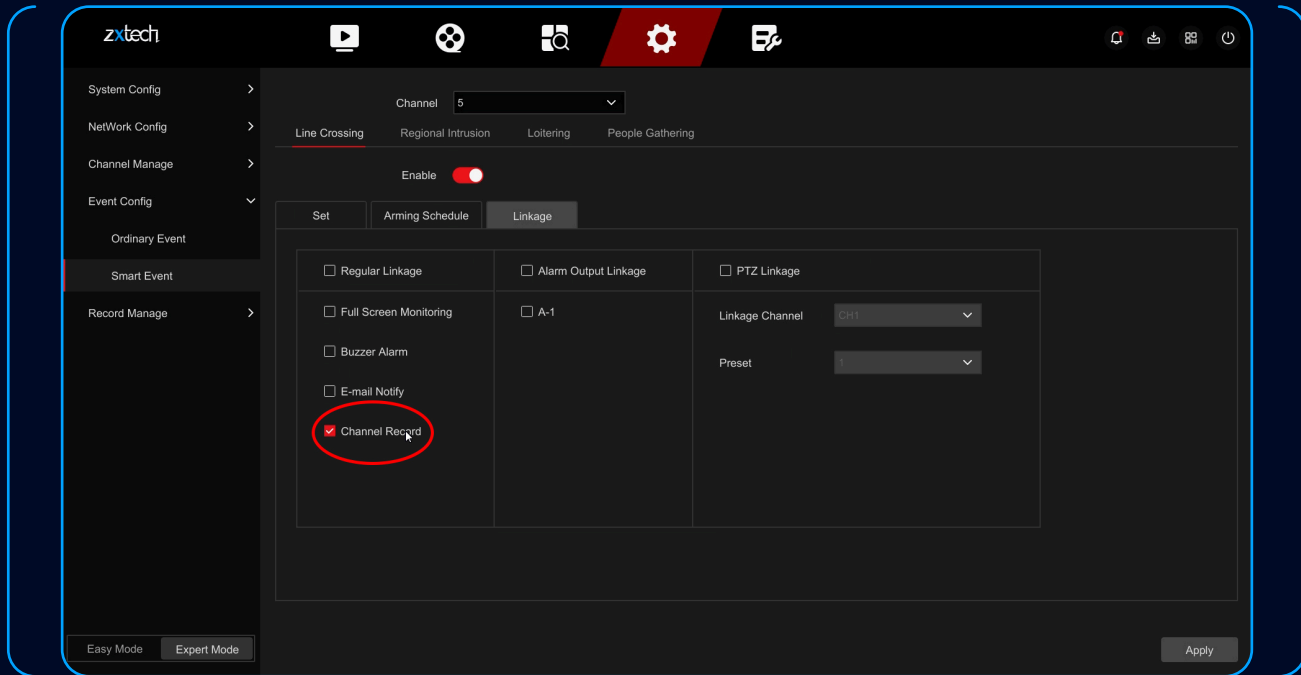 zxtech
System Config
NetWork Config
Channel Manage
Event Config
Ordinary Event
Smart Event
Record Manage
Easy Mode Expert Mode
Channel 5
Line Crossing Regional Intrusion Loitering People Gathering
Enable
Set Arming Schedule Linkage
Regular Linkage Alarm Output Linkage PTZ Linkage
Full Screen Monitoring A-1 Linkage Channel CH1
Buzzer Alarm Preset 1
E-mail Notify
Channel Record
Apply